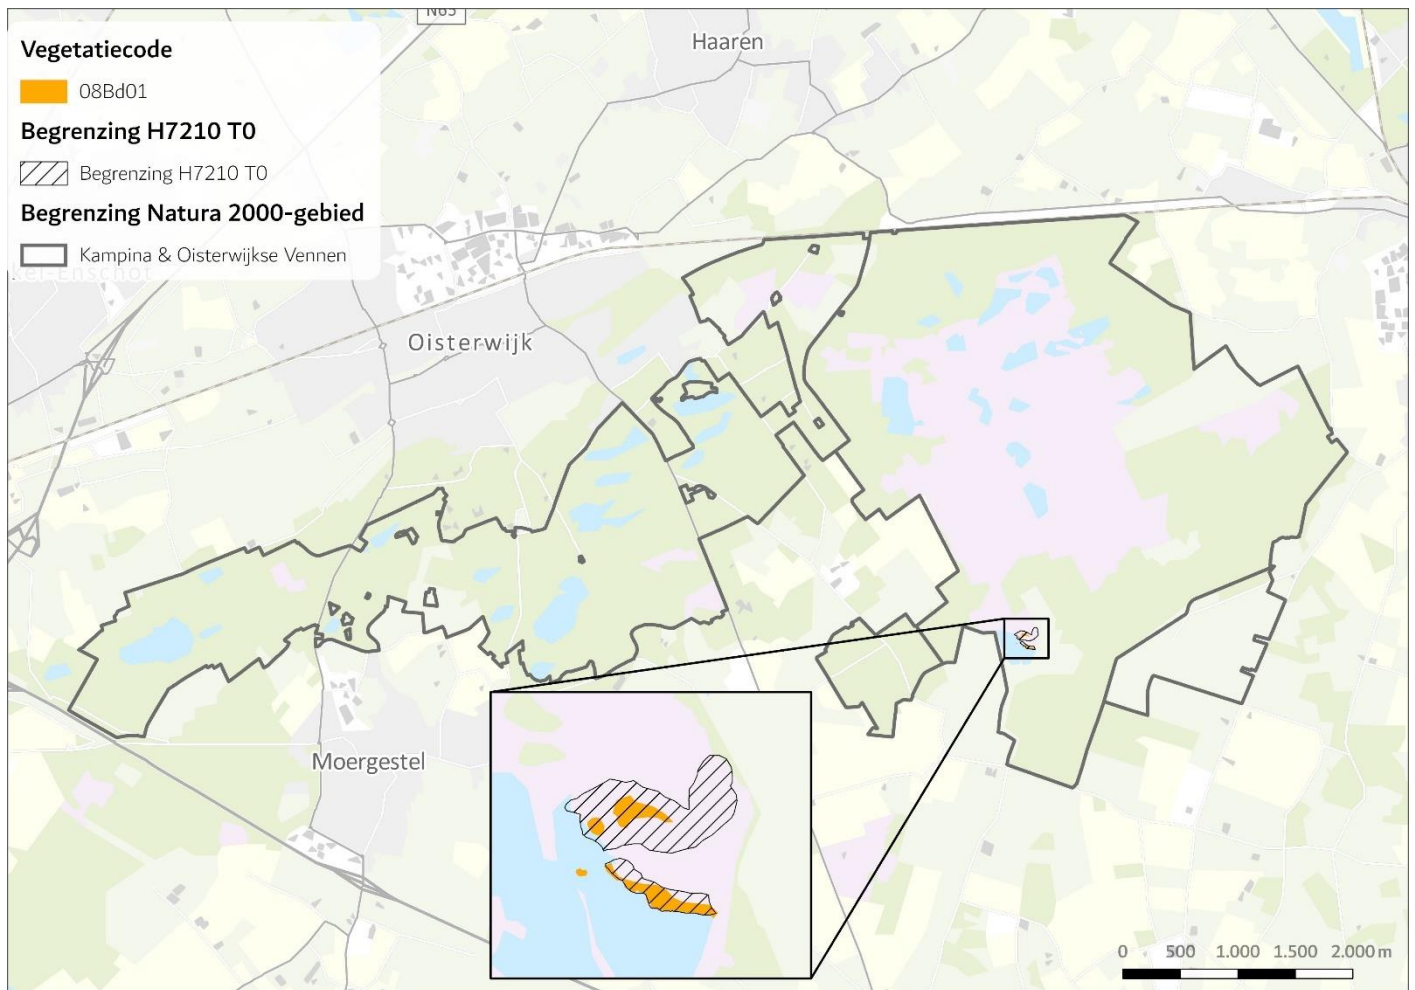 N65
Haaren
Vegetatiecode
08Bd01
Begrenzing H7210 T0
Begrenzing H7210 T0
Begrenzing Natura 2000-gebied
Kampina & Oisterwijkse Vennen
Oisterwijk
Moergestel
0 500 1.000 1.500 2.000 m